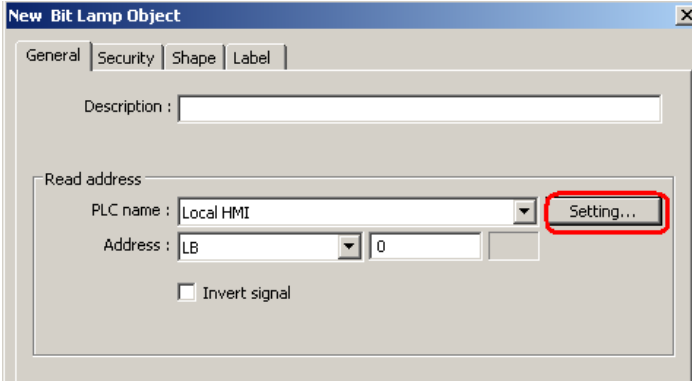 New Bit Lamp Object
General Security Shape Label
Description :
Read address
PLC name : Local HMI Setting...
Address : LB 0
Invert signal